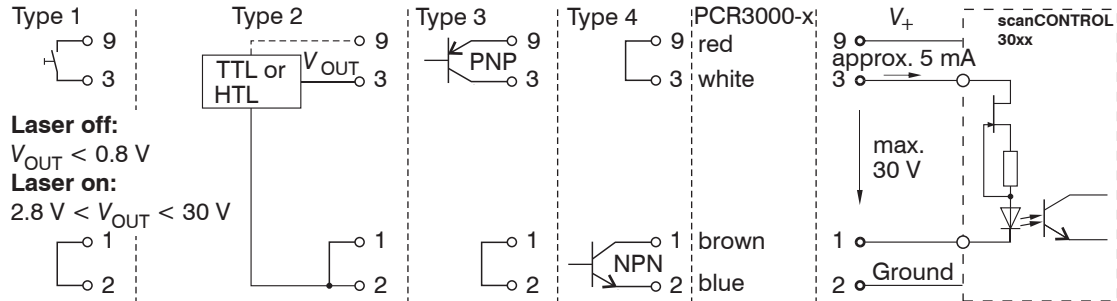 Type 1
9
3
Laser off:
VOUT < 0.8 V
Laser on:
2.8 V < VOUT < 30 V
1
2
Type 2
9
TTL or
HTL
VOUT
3
1
2
Type 3
9
PNP
3
1
2
Type 4
9
3
NPN
1
2
PCR3000-x
red
white
brown
blue
V+
9
approx. 5 mA
3
max.
30 V
1
2
Ground
scanCONTROL
30xx